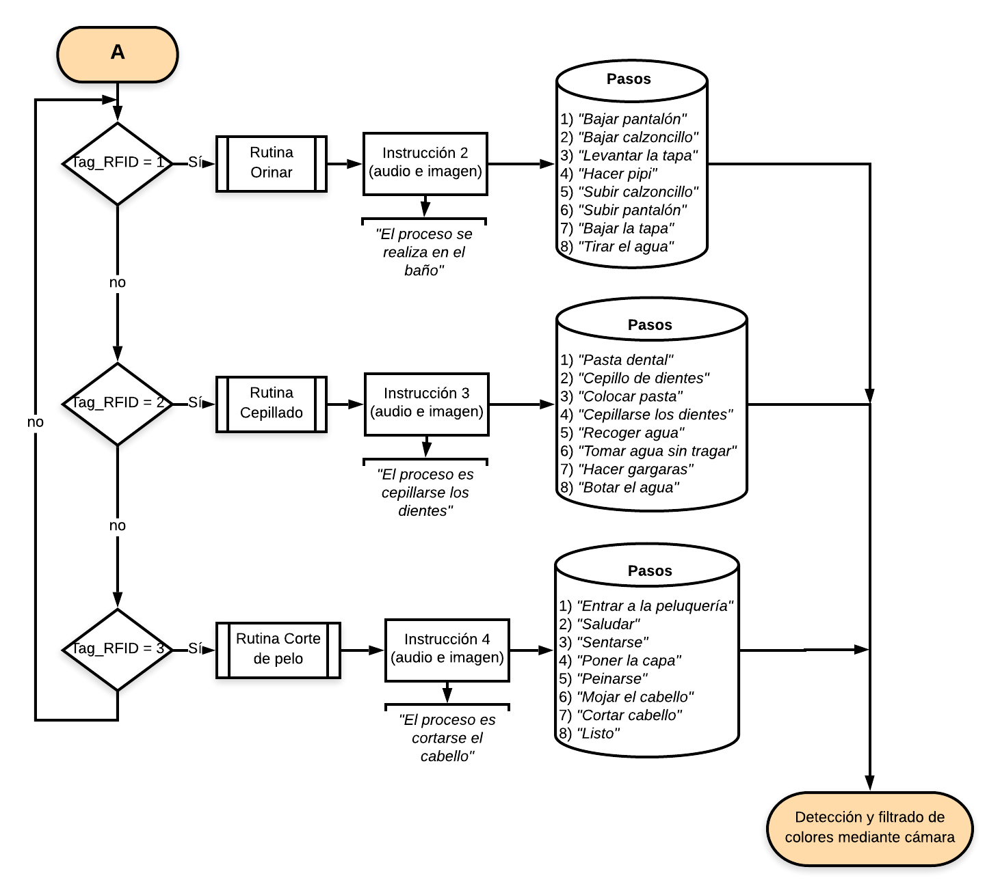 A
Tag_RFID = 1
Sí
Rutina
Orinar
Instrucción 2
(audio e imagen)
"El proceso se
realiza en el
baño"
Pasos
1) "Bajar pantalón"
2) "Bajar calzoncillo"
3) "Levantar la tapa"
4) "Hacer pipi"
5) "Subir calzoncillo"
6) "Subir pantalón"
7) "Bajar la tapa"
8) "Tirar el agua"
no
Tag_RFID = 2
Sí
Rutina
Cepillado
Instrucción 3
(audio e imagen)
"El proceso es
cepillarse los
dientes"
Pasos
1) "Pasta dental"
2) "Cepillo de dientes"
3) "Colocar pasta"
4) "Cepillarse los dientes"
5) "Recoger agua"
6) "Tomar agua sin tragar"
7) "Hacer gargaras"
8) "Botar el agua"
no
no
Tag_RFID = 3
Sí
Rutina Corte
de pelo
Instrucción 4
(audio e imagen)
"El proceso es
cortarse el
cabello"
Pasos
1) "Entrar a la peluquería"
2) "Saludar"
3) "Sentarse"
4) "Poner la capa"
5) "Peinarse"
6) "Mojar el cabello"
7) "Cortar cabello"
8) "Listo"
Detección y filtrado de
colores mediante cámara